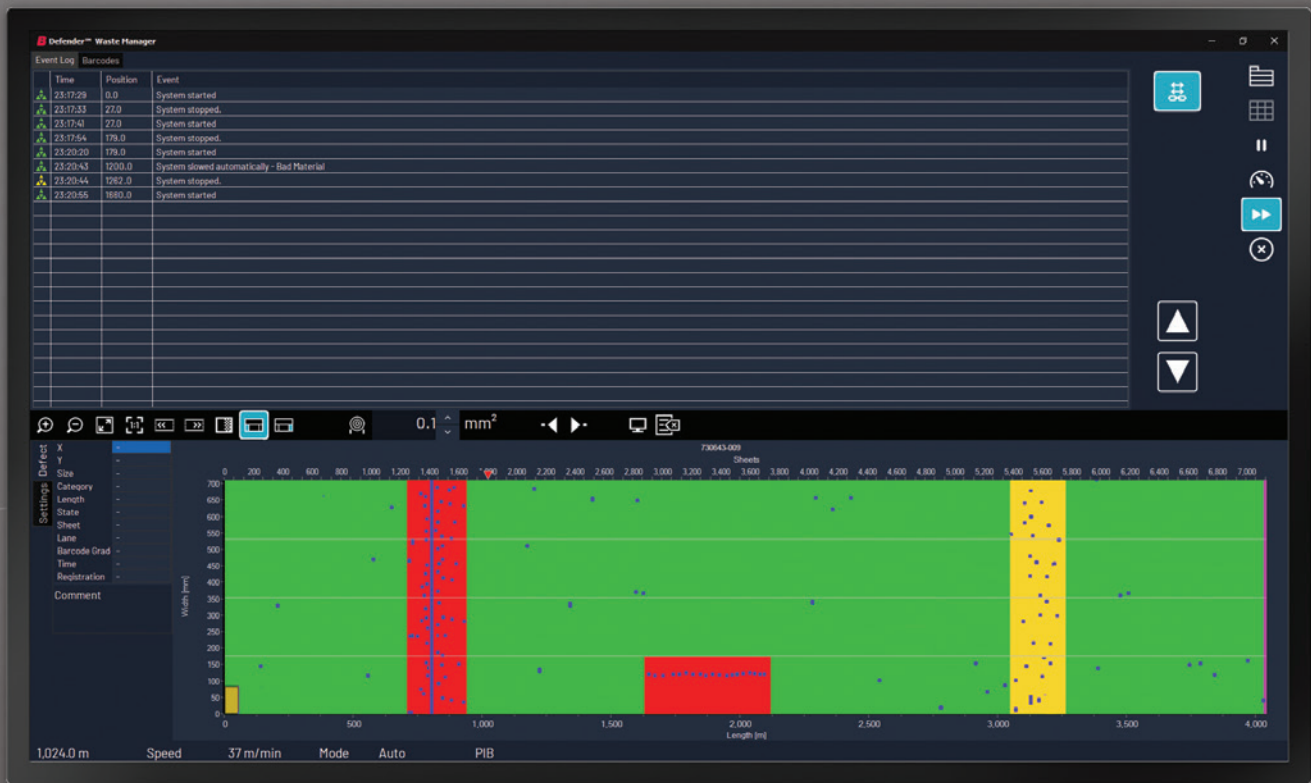 B Defender™ Waste Manager
Event Log Barcodes
Time Position Event
23:17:29 0.0 System started
23:17:33 27.0 System stopped.
23:17:41 27.0 System started
23:17:54 179.0 System stopped.
23:20:20 179.0 System started
23:20:43 1200.0 System slowed automatically - Bad Material
23:20:44 1262.0 System stopped.
23:20:55 1660.0 System started
1:1 0.1 mm²
Defect
Settings
X -
Y -
Size -
Category -
Length -
State -
Sheet -
Lane -
Barcode Grad -
Time -
Registration -
Comment
730643-009
Sheets
0 200 400 600 800 1,000 1,200 1,400 1,600 2,000 2,200 2,400 2,600 2,800 3,000 3,200 3,400 3,600 3,800 4,000 4,200 4,400 4,600 4,800 5,000 5,200 5,400 5,600 5,800 6,000 6,200 6,400 6,600 6,800 7,000
Width [mm]
700
650
600
550
500
450
400
350
300
250
200
150
100
50
0
0 500 1,000 1,500 2,000 2,500 3,000 3,500 4,000
Length [m]
1,024.0 m Speed 37 m/min Mode Auto PIB